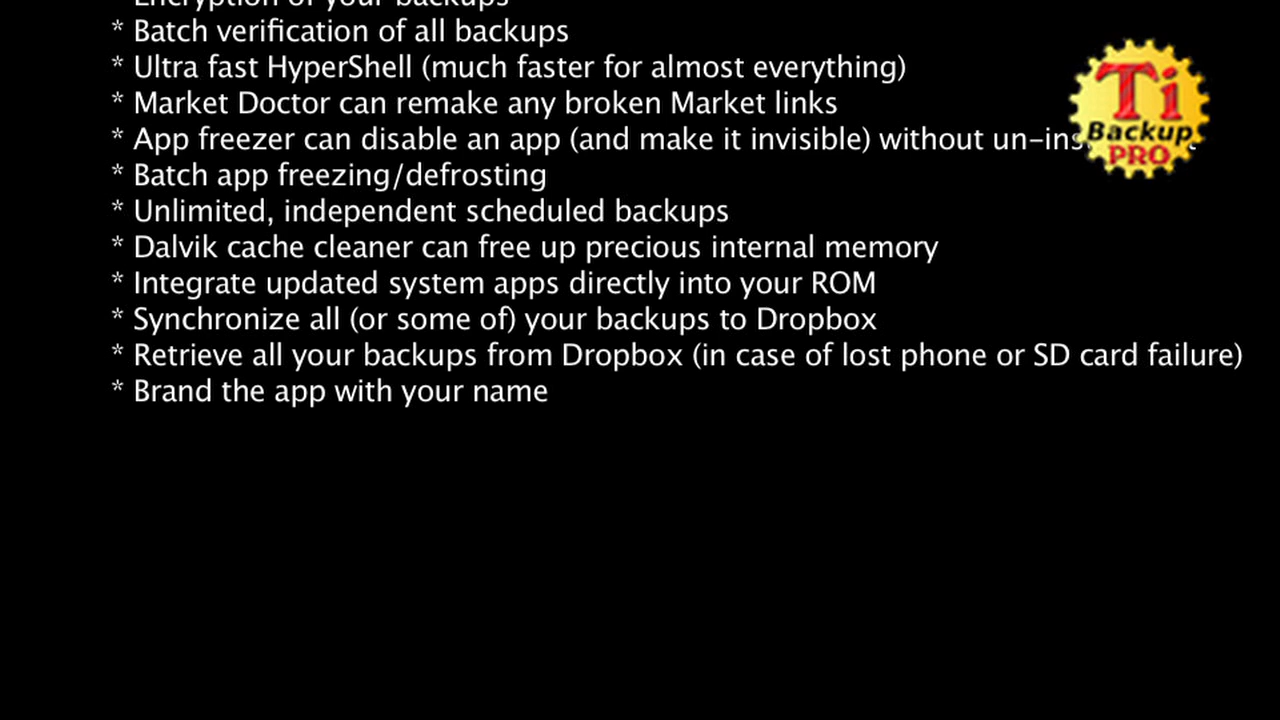 Encryption of your backups
* Batch verification of all backups
* Ultra fast HyperShell (much faster for almost everything)
* Market Doctor can remake any broken Market links
* App freezer can disable an app (and make it invisible) without
* Batch app freezing/defrosting
* Unlimited, independent scheduled backups
* Dalvik cache cleaner can free up precious internal memory
* Integrate updated system apps directly into your ROM
* Synchronize all (or some of) your backups to Dropbox
* Retrieve all your backups from Dropbox (in case of lost phone or SD card failure)
* Brand the app with your name
Ti
Backup
PRO